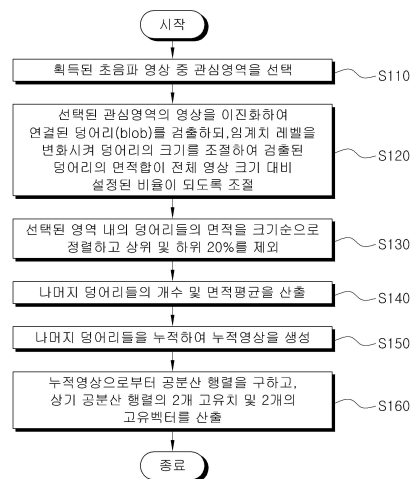 시작
획득된 초음파 영상 중 관심영역을 선택
S110
선택된 관심영역의 영상을 이진화하여
연결된 덩어리(blob)를 검출하되,임계치 레벨을
변화시켜 덩어리의 크기를 조절하여 검출된
덩어리의 면적합이 전체 영상 크기 대비
설정된 비율이 되도록 조절
S120
선택된 영역 내의 덩어리들의 면적을 크기순으로
정렬하고 상위 및 하위 20%를 제외
S130
나머지 덩어리들의 개수 및 면적평균을 산출
S140
나머지 덩어리들을 누적하여 누적영상을 생성
S150
누적영상으로부터 공분산 행렬을 구하고,
상기 공분산 행렬의 2개 고유치 및 2개의
고유벡터를 산출
S160
종료